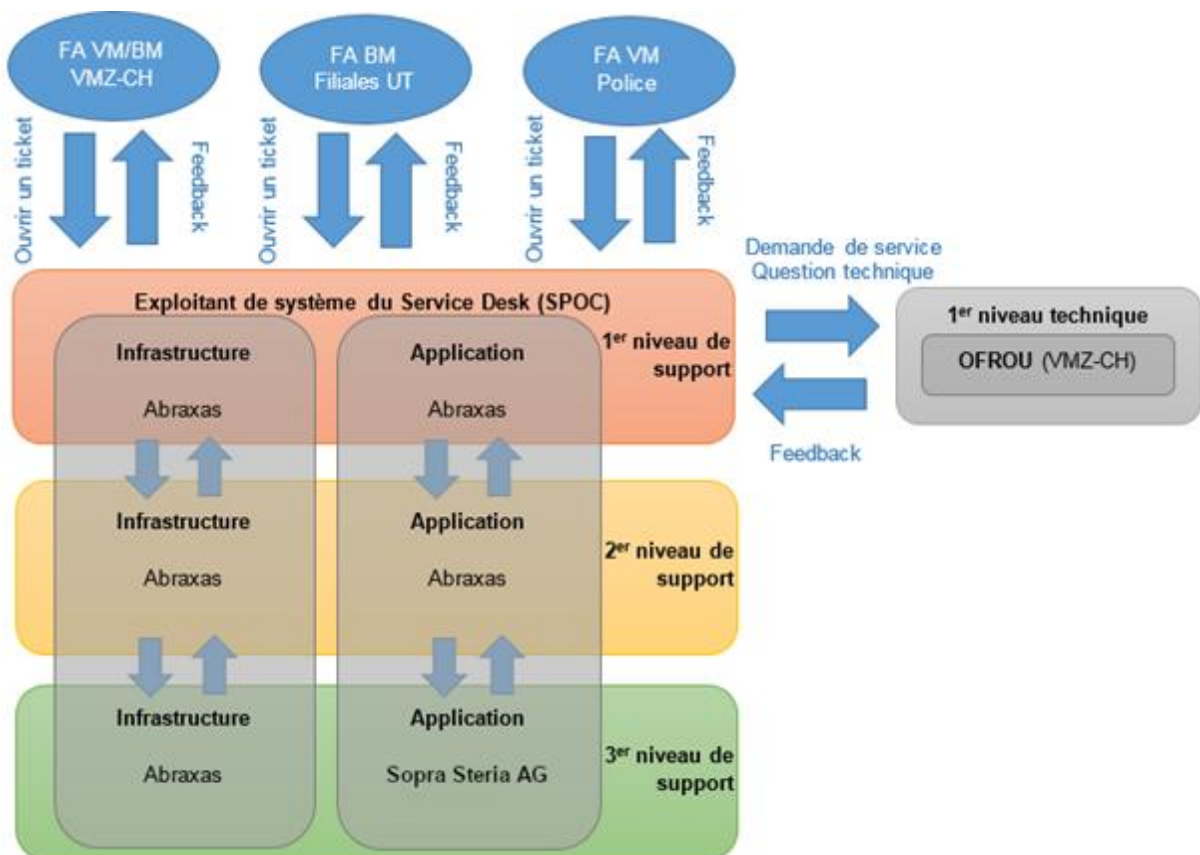 FA VM/BM
VMZ-CH
FA BM
Filiales UT
FA VM
Police
Ouvrir un ticket
Feedback
Ouvrir un ticket
Feedback
Ouvrir un ticket
Feedback
Demande de service
Question technique
Exploitant de système du Service Desk (SPOC)
1er niveau de
support
Infrastructure
Abraxas
Application
Abraxas
1er niveau technique
OFROU (VMZ-CH)
Feedback
Infrastructure
Abraxas
Application
Abraxas
2er niveau de
support
Infrastructure
Abraxas
Application
Sopra Steria AG
3er niveau de
support